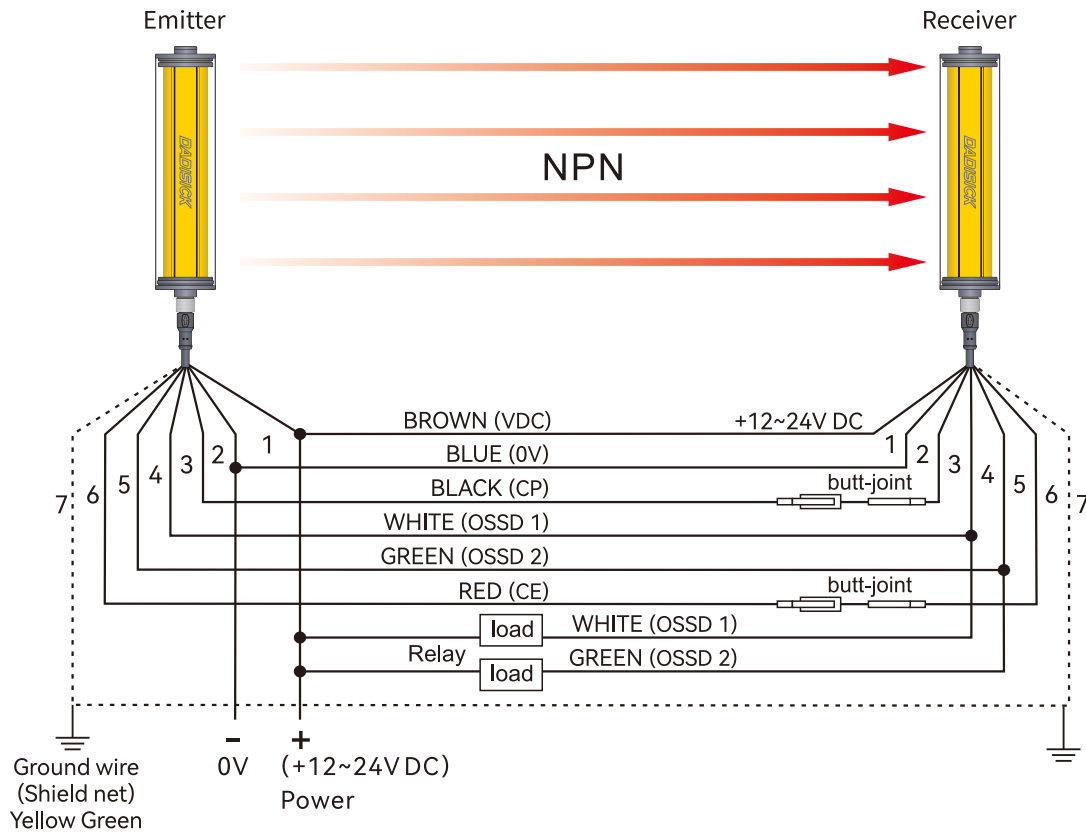 Emitter
Receiver
DADISICK
NPN
DADISICK
BROWN (VDC)
+12~24V DC
1
BLUE (0V)
1
2
2
3
BLACK (CP)
butt-joint
3
4
WHITE (OSSD 1)
4
5
GREEN (OSSD 2)
5
6
RED (CE)
butt-joint
6
7
7
load
WHITE (OSSD 1)
Relay
load
GREEN (OSSD 2)
-
+
0V
(+12~24V DC)
Power
Ground wire
(Shield net)
Yellow Green